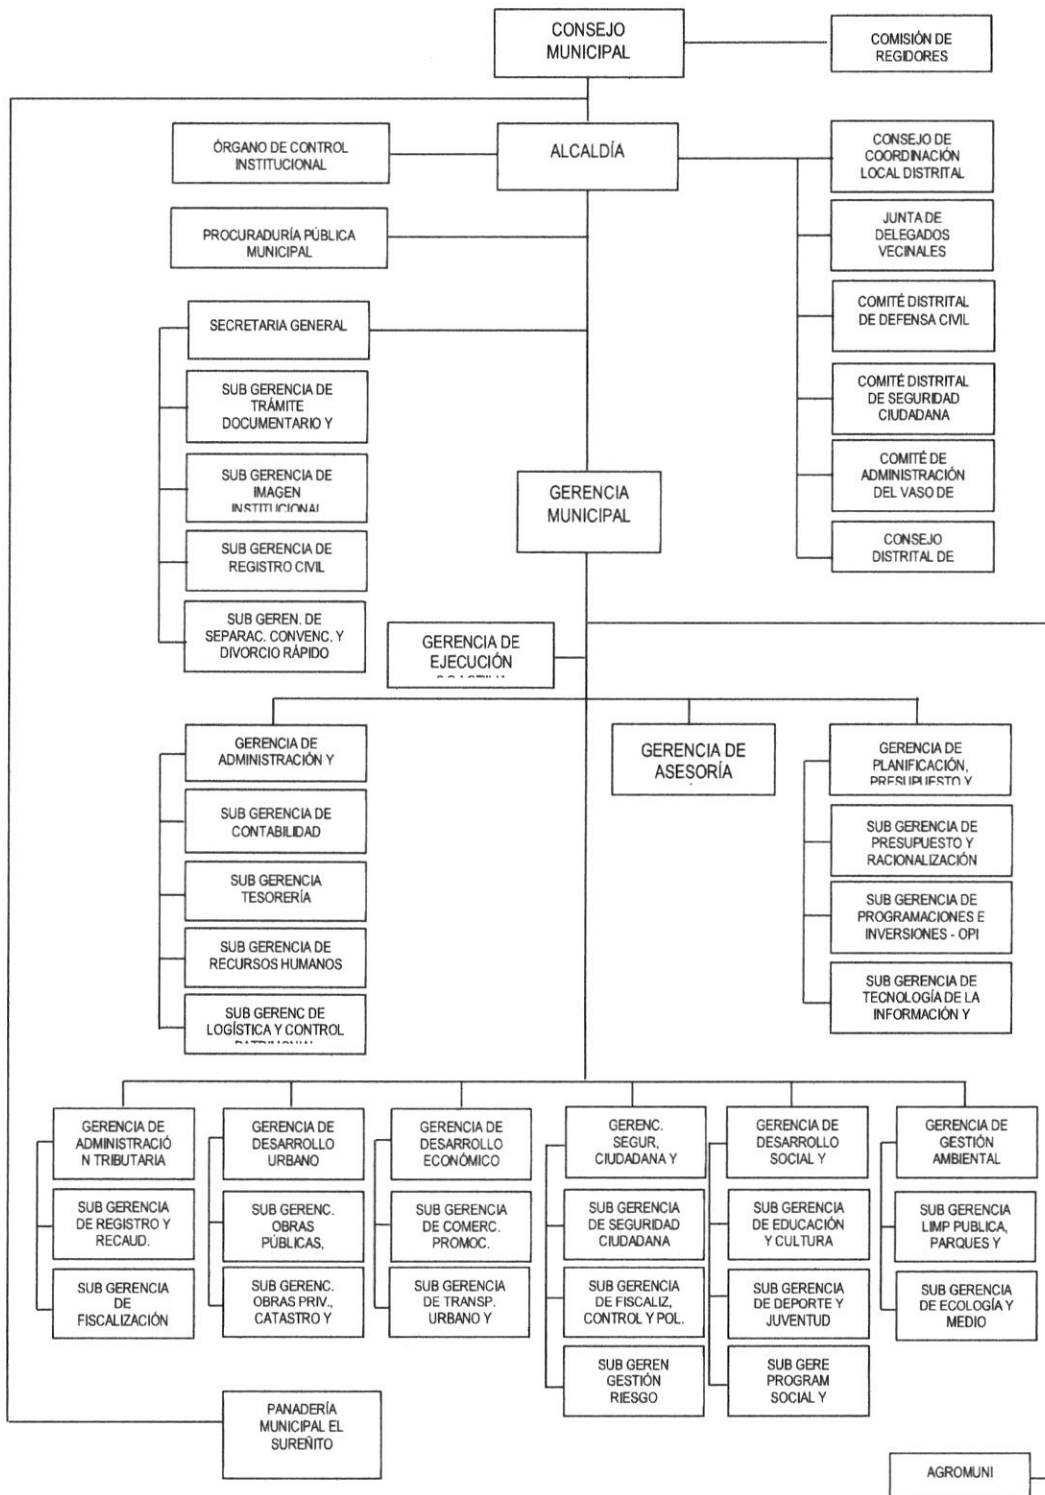 CONSEJO
MUNICIPAL
COMISIÓN DE
REGIDORES
ÓRGANO DE CONTROL
INSTITUCIONAL
ALCALDÍA
CONSEJO DE
COORDINACIÓN
LOCAL DISTRITAL
PROCURADURÍA PÚBLICA
MUNICIPAL
JUNTA DE
DELEGADOS
VECINALES
SECRETARIA GENERAL
COMITÉ DISTRITAL
DE DEFENSA CIVIL
SUB GERENCIA DE
TRÁMITE
DOCUMENTARIO Y
COMITÉ DISTRITAL
DE SEGURIDAD
CIUDADANA
SUB GERENCIA DE
IMAGEN
INSTITUCIONAL
GERENCIA
MUNICIPAL
COMITÉ DE
ADMINISTRACIÓN
DEL VASO DE
SUB GERENCIA DE
REGISTRO CIVIL
CONSEJO
DISTRITAL DE
SUB GEREN. DE
SEPARAC. CONVENC. Y
DIVORCIO RÁPIDO
GERENCIA DE
EJECUCIÓN
GERENCIA DE
ADMINISTRACIÓN Y
GERENCIA DE
ASESORÍA
GERENCIA DE
PLANIFICACIÓN,
PRESUPUESTO Y
SUB GERENCIA DE
CONTABILIDAD
SUB GERENCIA DE
PRESUPUESTO Y
RACIONALIZACIÓN
SUB GERENCIA
TESORERÍA
SUB GERENCIA DE
PROGRAMACIONES E
INVERSIONES - OPI
SUB GERENCIA DE
RECURSOS HUMANOS
SUB GERENCIA DE
TECNOLOGÍA DE LA
INFORMACIÓN Y
SUB GERENC DE
LOGÍSTICA Y CONTROL
PATRIMONIAL
GERENCIA DE
ADMINISTRACIÓ
N TRIBUTARIA
GERENCIA DE
DESARROLLO
URBANO
GERENCIA DE
DESARROLLO
ECONÓMICO
GERENC.
SEGUR,
CIUDADANA Y
GERENCIA DE
DESARROLLO
SOCIAL Y
GERENCIA DE
GESTIÓN
AMBIENTAL
SUB GERENCIA
DE REGISTRO Y
RECAUD.
SUB GERENC.
OBRAS
PÚBLICAS,
SUB GERENCIA
DE COMERC.
PROMOC.
SUB GERENCIA
DE SEGURIDAD
CIUDADANA
SUB GERENCIA
DE EDUCACIÓN
Y CULTURA
SUB GERENCIA
LIMP PUBLICA,
PARQUES Y
SUB GERENCIA
DE
FISCALIZACIÓN
SUB GERENC.
OBRAS PRIV.,
CATASTRO Y
SUB GERENCIA
DE TRANSP.
URBANO Y
SUB GERENCIA
DE FISCALIZ,
CONTROL Y POL.
SUB GERENCIA
DE DEPORTE Y
JUVENTUD
SUB GERENCIA
DE ECOLOGÍA Y
MEDIO
SUB GEREN
GESTIÓN
RIESGO
SUB GERE
PROGRAM
SOCIAL Y
PANADERÍA
MUNICIPAL EL
SUREÑITO
AGROMUNI